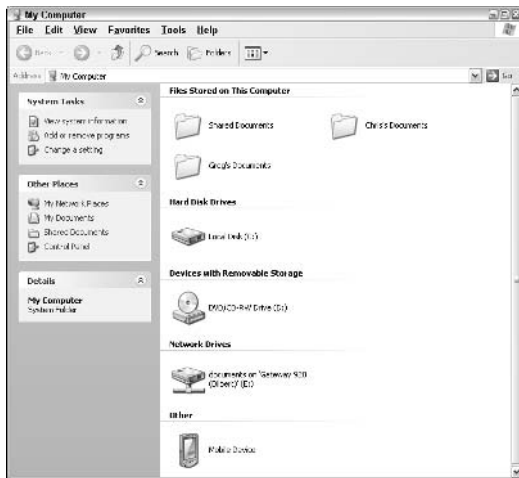 My Computer
File Edit View Favorites Tools Help
Back Search Folders
Address My Computer Go
System Tasks
View system information
Add or remove programs
Change a setting
Other Places
My Network Places
My Documents
Shared Documents
Control Panel
Details
My Computer
System Folder
Files Stored on This Computer
Shared Documents Chris's Documents
Greg's Documents
Hard Disk Drives
Local Disk (C:)
Devices with Removable Storage
DVD/CD-RW Drive (D:)
Network Drives
documents on 'Gateway 900
(Dilbert)' (E:)
Other
Mobile Device